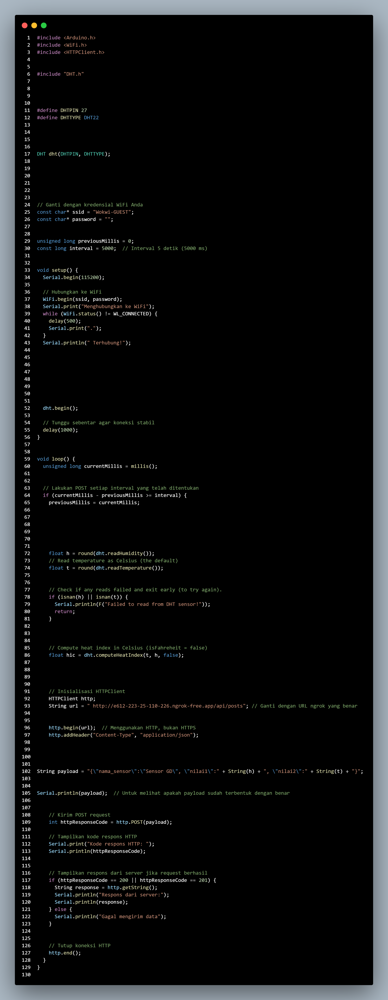 1 #include <Arduino.h>
2 #include <WiFi.h>
3 #include <HTTPClient.h>
4
5
6 #include "DHT.h"
7
8
9
10
11 #define DHTPIN 27
12 #define DHTTYPE DHT22
13
14
15
16
17 DHT dht(DHTPIN, DHTTYPE);
18
19
20
21
22
23
24 // Ganti dengan kredensial WiFi Anda
25 const char* ssid = "Wokwi-GUEST";
26 const char* password = "";
27
28
29 unsigned long previousMillis = 0;
30 const long interval = 5000;  // Interval 5 detik (5000 ms)
31
32
33 void setup() {
34   Serial.begin(115200);
35
36   // Hubungkan ke WiFi
37   WiFi.begin(ssid, password);
38   Serial.print("Menghubungkan ke WiFi");
39   while (WiFi.status() != WL_CONNECTED) {
40     delay(500);
41     Serial.print(".");
42   }
43   Serial.println(" Terhubung!");
44
45
46
47
48
49
50
51
52   dht.begin();
53
54   // Tunggu sebentar agar koneksi stabil
55   delay(1000);
56 }
57
58
59 void loop() {
60   unsigned long currentMillis = millis();
61
62
63   // Lakukan POST setiap interval yang telah ditentukan
64   if (currentMillis - previousMillis >= interval) {
65     previousMillis = currentMillis;
66
67
68
69
70
71
72     float h = round(dht.readHumidity());
73     // Read temperature as Celsius (the default)
74     float t = round(dht.readTemperature());
75
76
77     // Check if any reads failed and exit early (to try again).
78     if (isnan(h) || isnan(t)) {
79       Serial.println(F("Failed to read from DHT sensor!"));
80       return;
81     }
82
83
84
85     // Compute heat index in Celsius (isFahreheit = false)
86     float hic = dht.computeHeatIndex(t, h, false);
87
88
89
90
91     // Inisialisasi HTTPClient
92     HTTPClient http;
93     String url = " http://e612-223-25-110-226.ngrok-free.app/api/posts"; // Ganti dengan URL ngrok yang benar
94
95
96     http.begin(url);  // Menggunakan HTTP, bukan HTTPS
97     http.addHeader("Content-Type", "application/json");
98
99
100
101
102 String payload = "{\"nama_sensor\":\"Sensor GD\", \"nilai1\":" + String(h) + ", \"nilai2\":" + String(t) + "}";
103
104
105 Serial.println(payload);  // Untuk melihat apakah payload sudah terbentuk dengan benar
106
107
108     // Kirim POST request
109     int httpResponseCode = http.POST(payload);
110
111     // Tampilkan kode respons HTTP
112     Serial.print("Kode respons HTTP: ");
113     Serial.println(httpResponseCode);
114
115
116     // Tampilkan respons dari server jika request berhasil
117     if (httpResponseCode == 200 || httpResponseCode == 201) {
118       String response = http.getString();
119       Serial.println("Respons dari server:");
120       Serial.println(response);
121     } else {
122       Serial.println("Gagal mengirim data");
123     }
124
125
126     // Tutup koneksi HTTP
127     http.end();
128   }
129 }
130